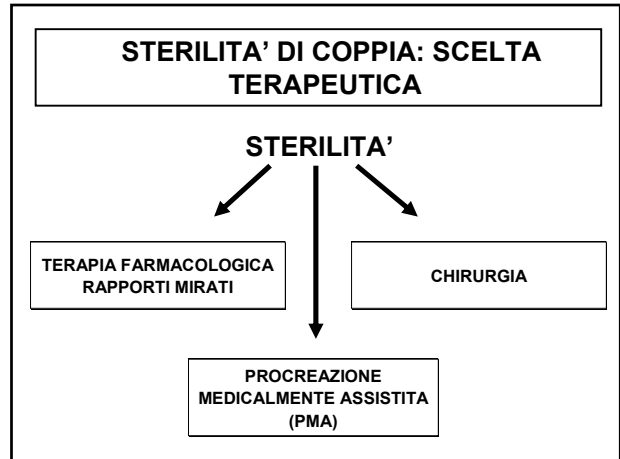 STERILITA’ DI COPPIA: SCELTA
TERAPEUTICA
STERILITA’
TERAPIA FARMACOLOGICA
RAPPORTI MIRATI
CHIRURGIA
PROCREAZIONE
MEDICALMENTE ASSISTITA
(PMA)